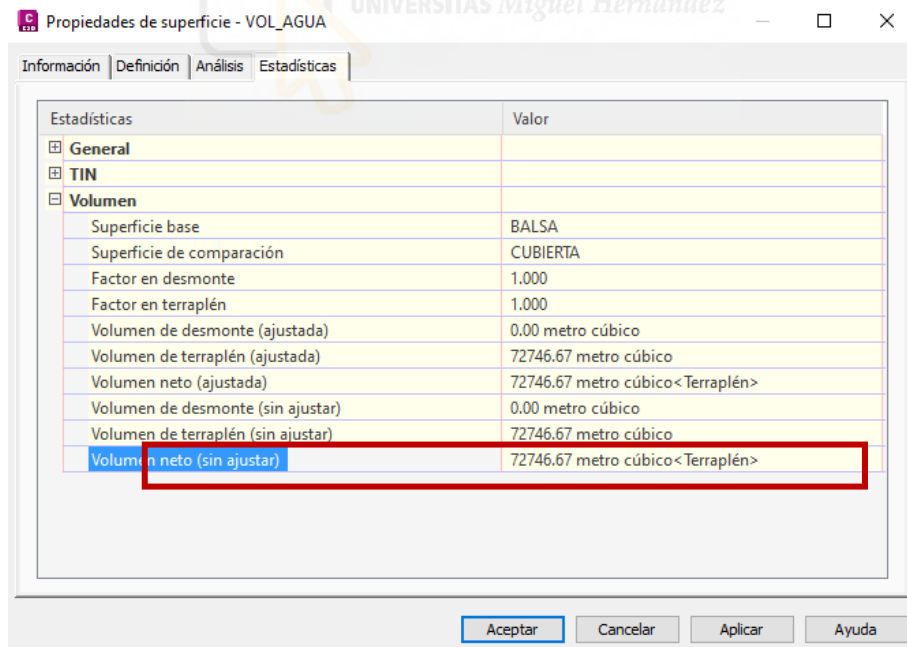 UNIVERSITAS Miguel Hernández
Propiedades de superficie - VOL_AGUA
Información Definición Análisis Estadísticas
Estadísticas Valor
General
TIN
Volumen
Superficie base BALSA
Superficie de comparación CUBIERTA
Factor en desmonte 1.000
Factor en terraplén 1.000
Volumen de desmonte (ajustada) 0.00 metro cúbico
Volumen de terraplén (ajustada) 72746.67 metro cúbico
Volumen neto (ajustada) 72746.67 metro cúbico<Terraplén>
Volumen de desmonte (sin ajustar) 0.00 metro cúbico
Volumen de terraplén (sin ajustar) 72746.67 metro cúbico
Volumen neto (sin ajustar) 72746.67 metro cúbico<Terraplén>
Aceptar Cancelar Aplicar Ayuda